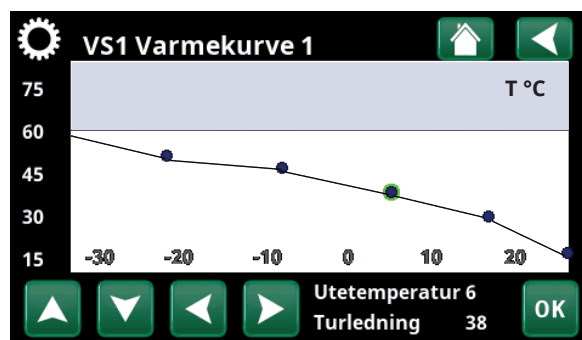 VS1 Varmekurve 1
T °C
75
60
45
30
15
-30 -20 -10 0 10 20
Utetemperatur 6
Turledning 38
OK